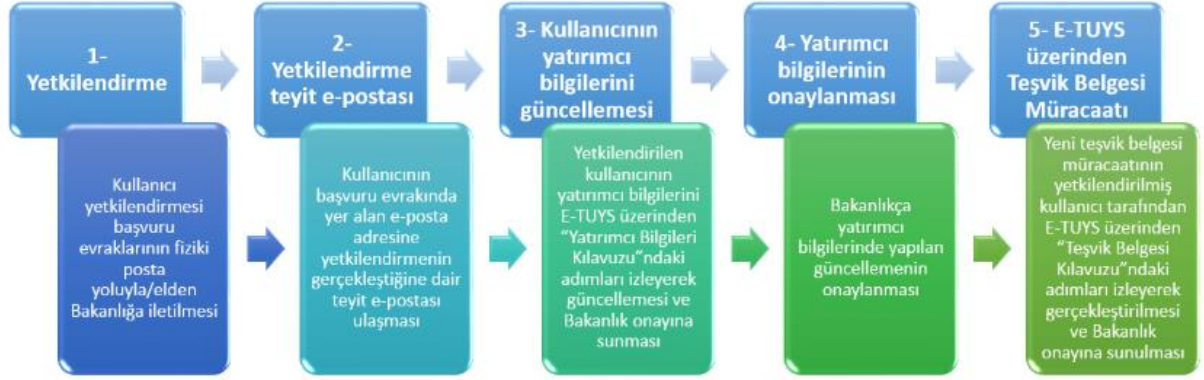 1-
Yetkilendirme
Kullanıcı
yetkilendirmesi
başvuru
evraklarının fiziki
posta
yoluyla/elden
Bakanlığa iletilmesi
2-
Yetkilendirme
teyit e-postası
Kullanıcının
başvuru evrakında
yer alan e-posta
adresine
yetkilendirmenin
gerçekleştiğine dair
teyit e-postası
ulaşması
3- Kullanıcının
yatırımcı
bilgilerini
güncellemesi
Yetkilendirilen
kullanıcının
yatırımcı bilgilerini
E-TUYS üzerinden
“Yatırımcı Bilgileri
Kılavuzu”ndaki
adımları izleyerek
güncellemesi ve
Bakanlık onayına
sunması
4- Yatırımcı
bilgilerinin
onaylanması
Bakanlıkça
yatırımcı
bilgilerinde yapılan
güncellemenin
onaylanması
5- E-TUYS
üzerinden
Teşvik Belgesi
Müracaatı
Yeni teşvik belgesi
müracaatının
yetkilendirilmiş
kullanıcı tarafından
E-TUYS üzerinden
“Teşvik Belgesi
Kılavuzu”ndaki
adımları izleyerek
gerçekleştirilmesi
ve Bakanlık
onayına sunulması